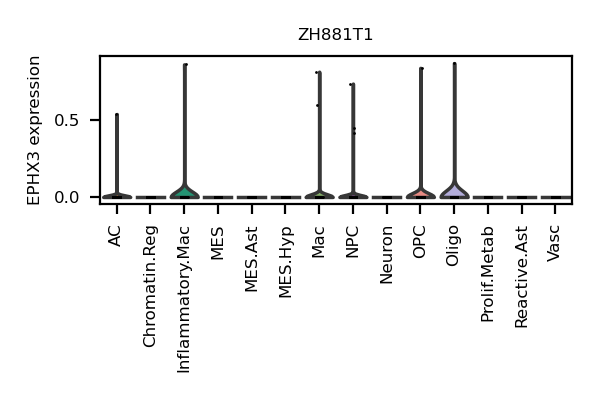 ZH881T1
EPHX3 expression
0.5
0.0
AC
Chromatin.Reg
Inflammatory.Mac
MES
MES.Ast
MES.Hyp
Mac
NPC
Neuron
OPC
Oligo
Prolif.Metab
Reactive.Ast
Vasc